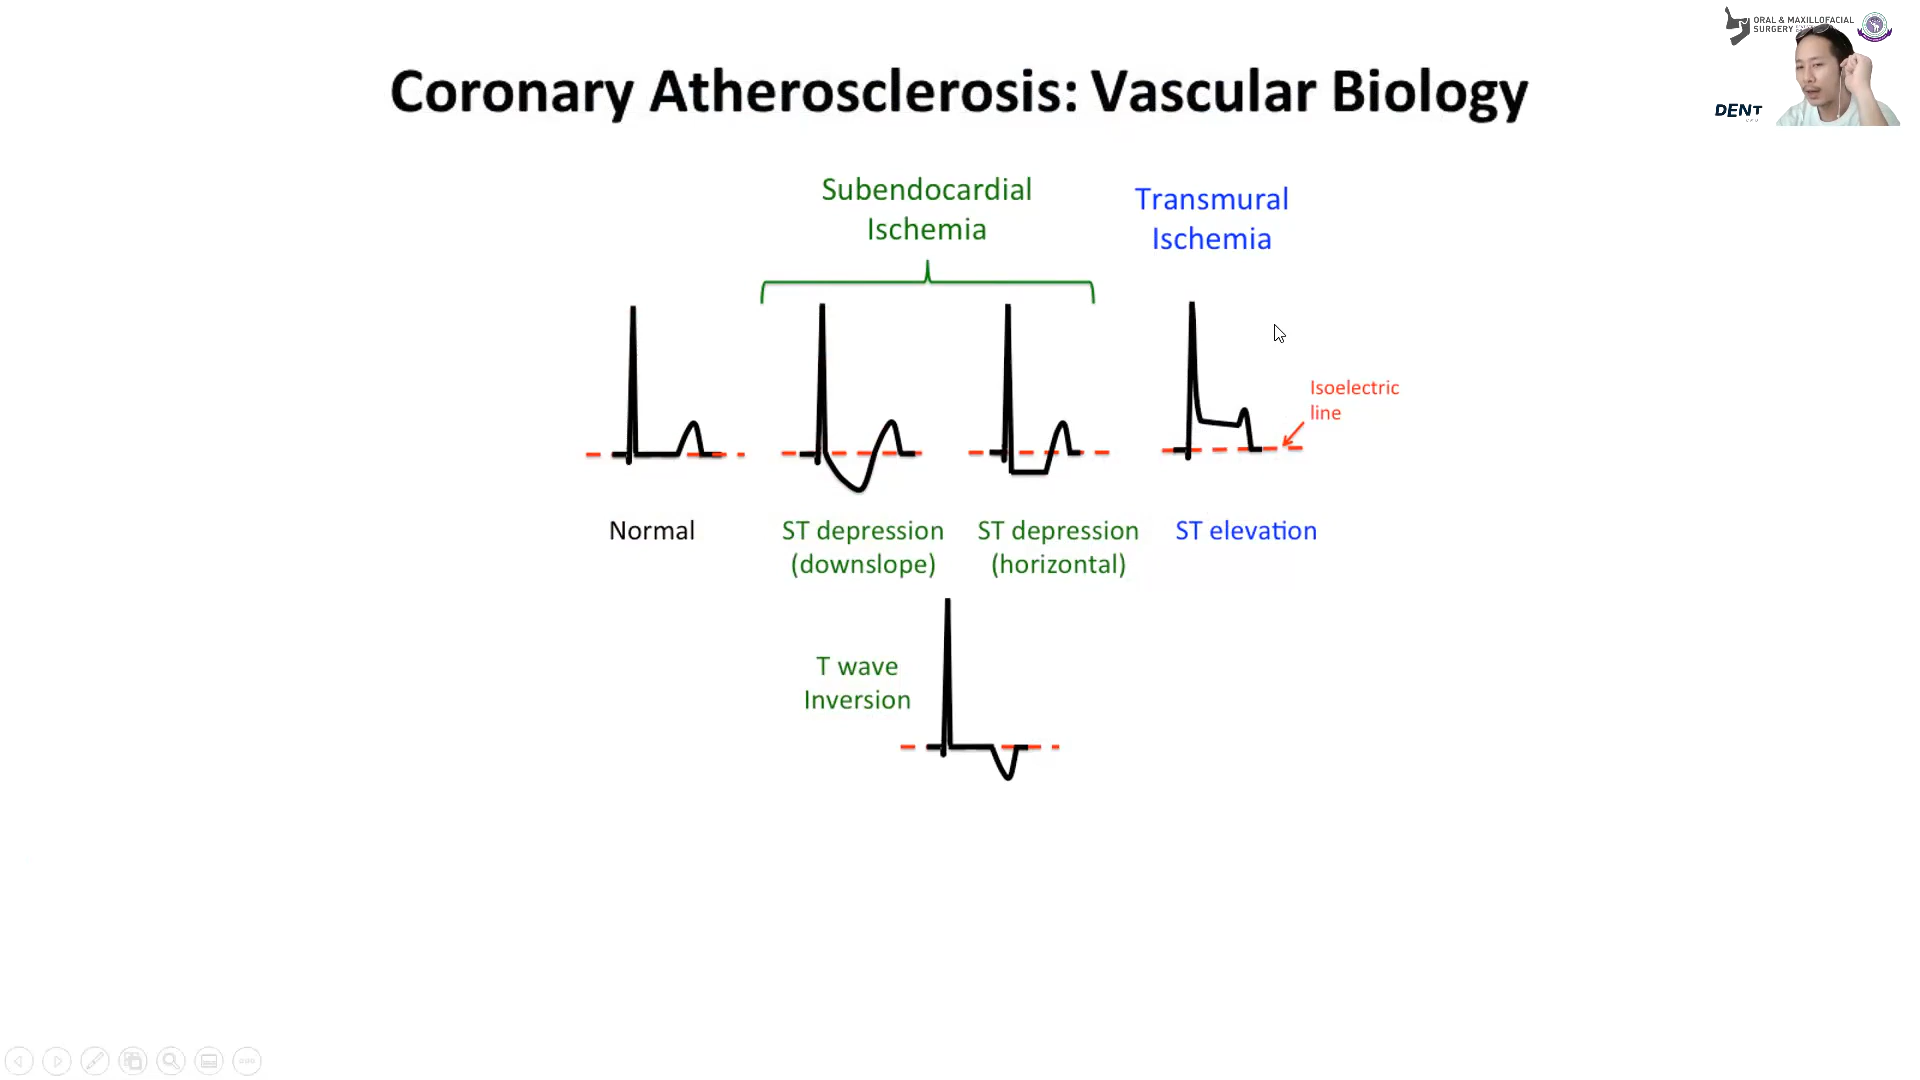 ORAL & MAXILLOFACIAL
SURGERY
DENT
Coronary Atherosclerosis: Vascular Biology
Subendocardial
Ischemia
Transmural
Ischemia
Isoelectric
line
Normal
ST depression
(downslope)
ST depression
(horizontal)
ST elevation
T wave
Inversion